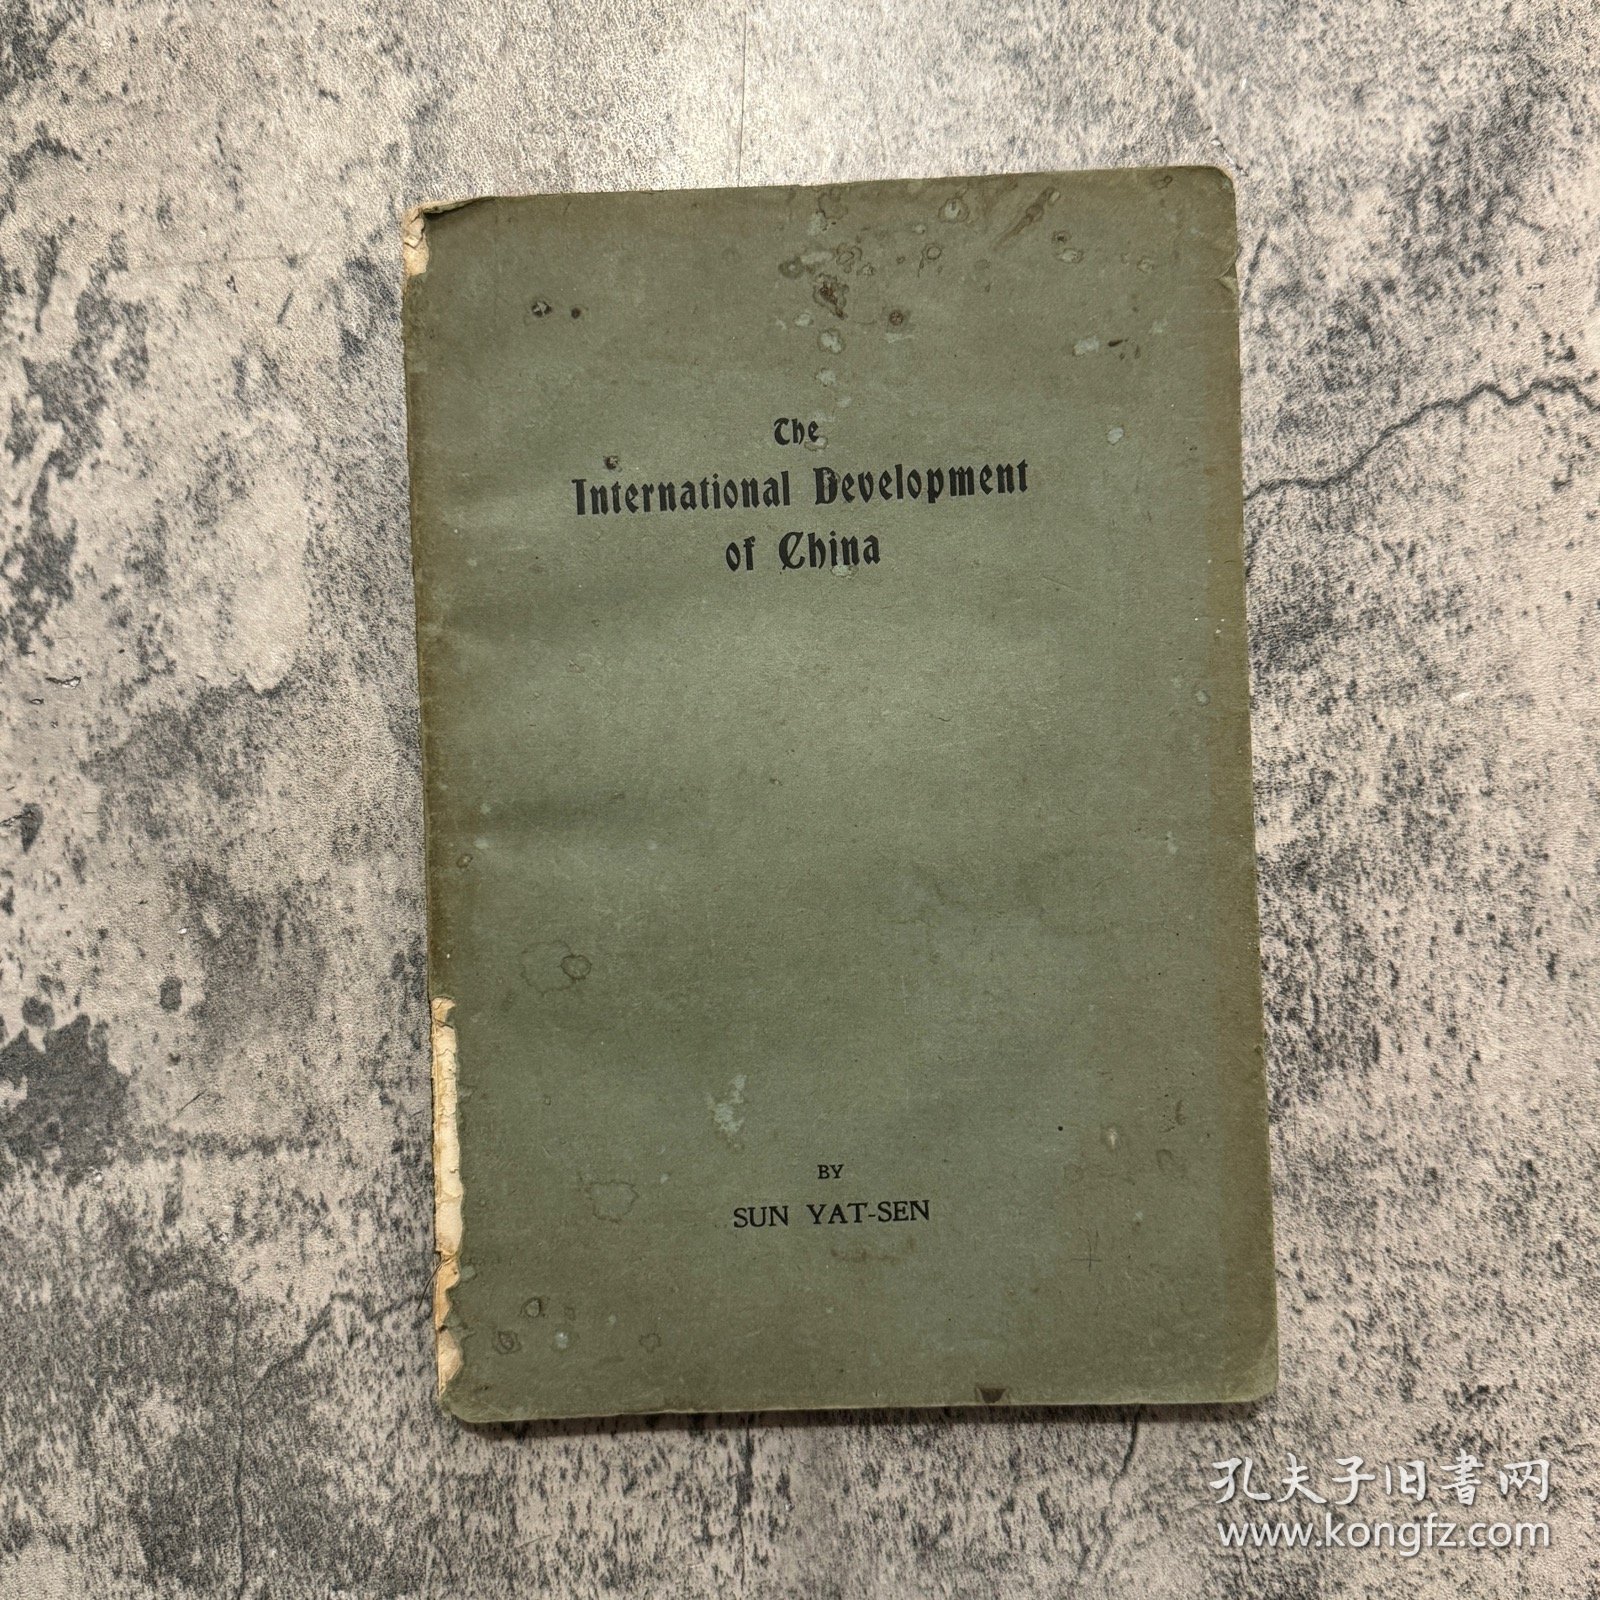 The
International Development
of China
BY
SUN YAT-SEN
孔夫子旧书网
www.kongfz.com